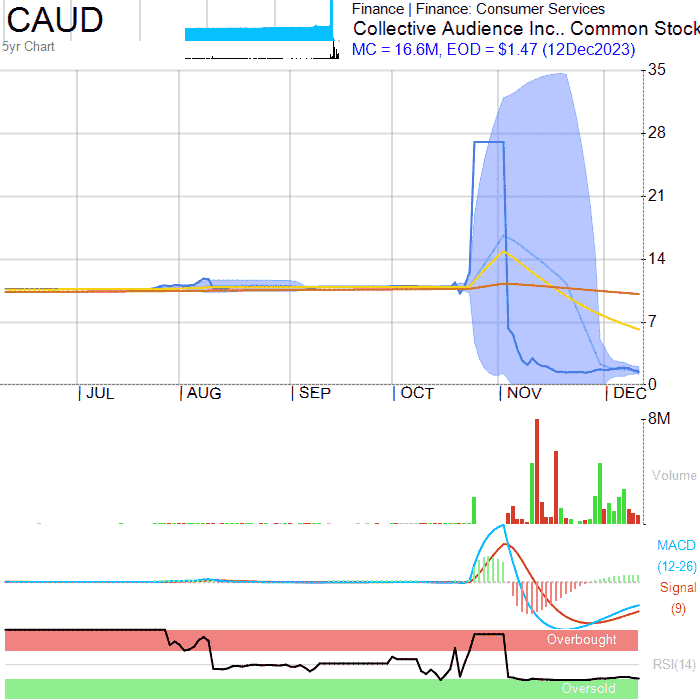 CAUD
5yr Chart
Finance | Finance: Consumer Services
Collective Audience Inc.. Common Stock
MC = 16.6M, EOD = $1.47 (12Dec2023)
35
28
21
14
7
0
| JUL | AUG | SEP | OCT | NOV | DEC
8M
Volume
MACD
(12-26)
Signal
(9)
Overbought
RSI(14)
Oversold